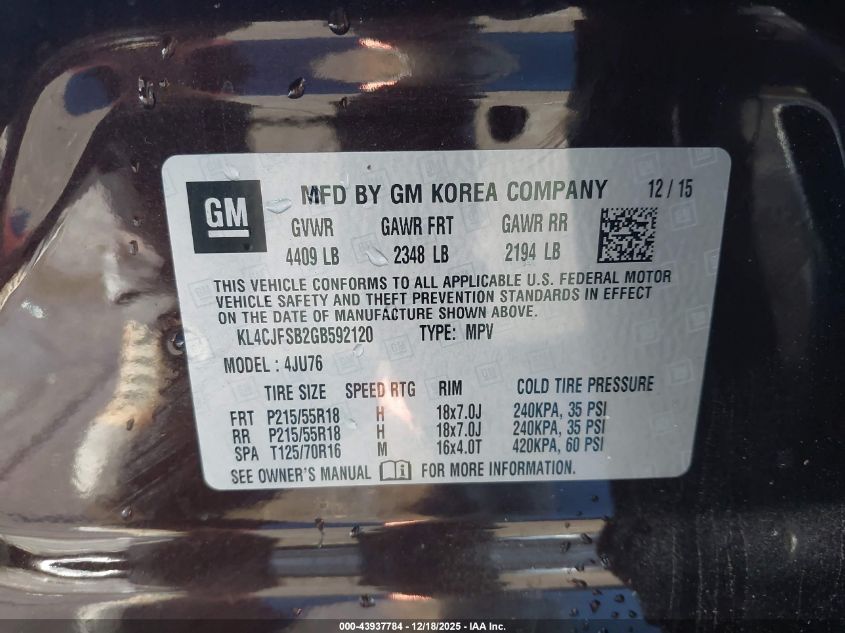 GM MFD BY GM KOREA COMPANY 12 / 15
GVWR GAWR FRT GAWR RR
4409 LB 2348 LB 2194 LB
THIS VEHICLE CONFORMS TO ALL APPLICABLE U.S. FEDERAL MOTOR
VEHICLE SAFETY AND THEFT PREVENTION STANDARDS IN EFFECT
ON THE DATE OF MANUFACTURE SHOWN ABOVE.
KL4CJFSB2GB592120 TYPE: MPV
MODEL : 4JU76
TIRE SIZE SPEED RTG RIM COLD TIRE PRESSURE
FRT P215/55R18 H 18x7.0J 240KPA, 35 PSI
RR P215/55R18 H 18x7.0J 240KPA, 35 PSI
SPA T125/70R16 M 16x4.0T 420KPA, 60 PSI
SEE OWNER'S MANUAL FOR MORE INFORMATION.
000-43937784 - 12/18/2025 - IAA Inc.